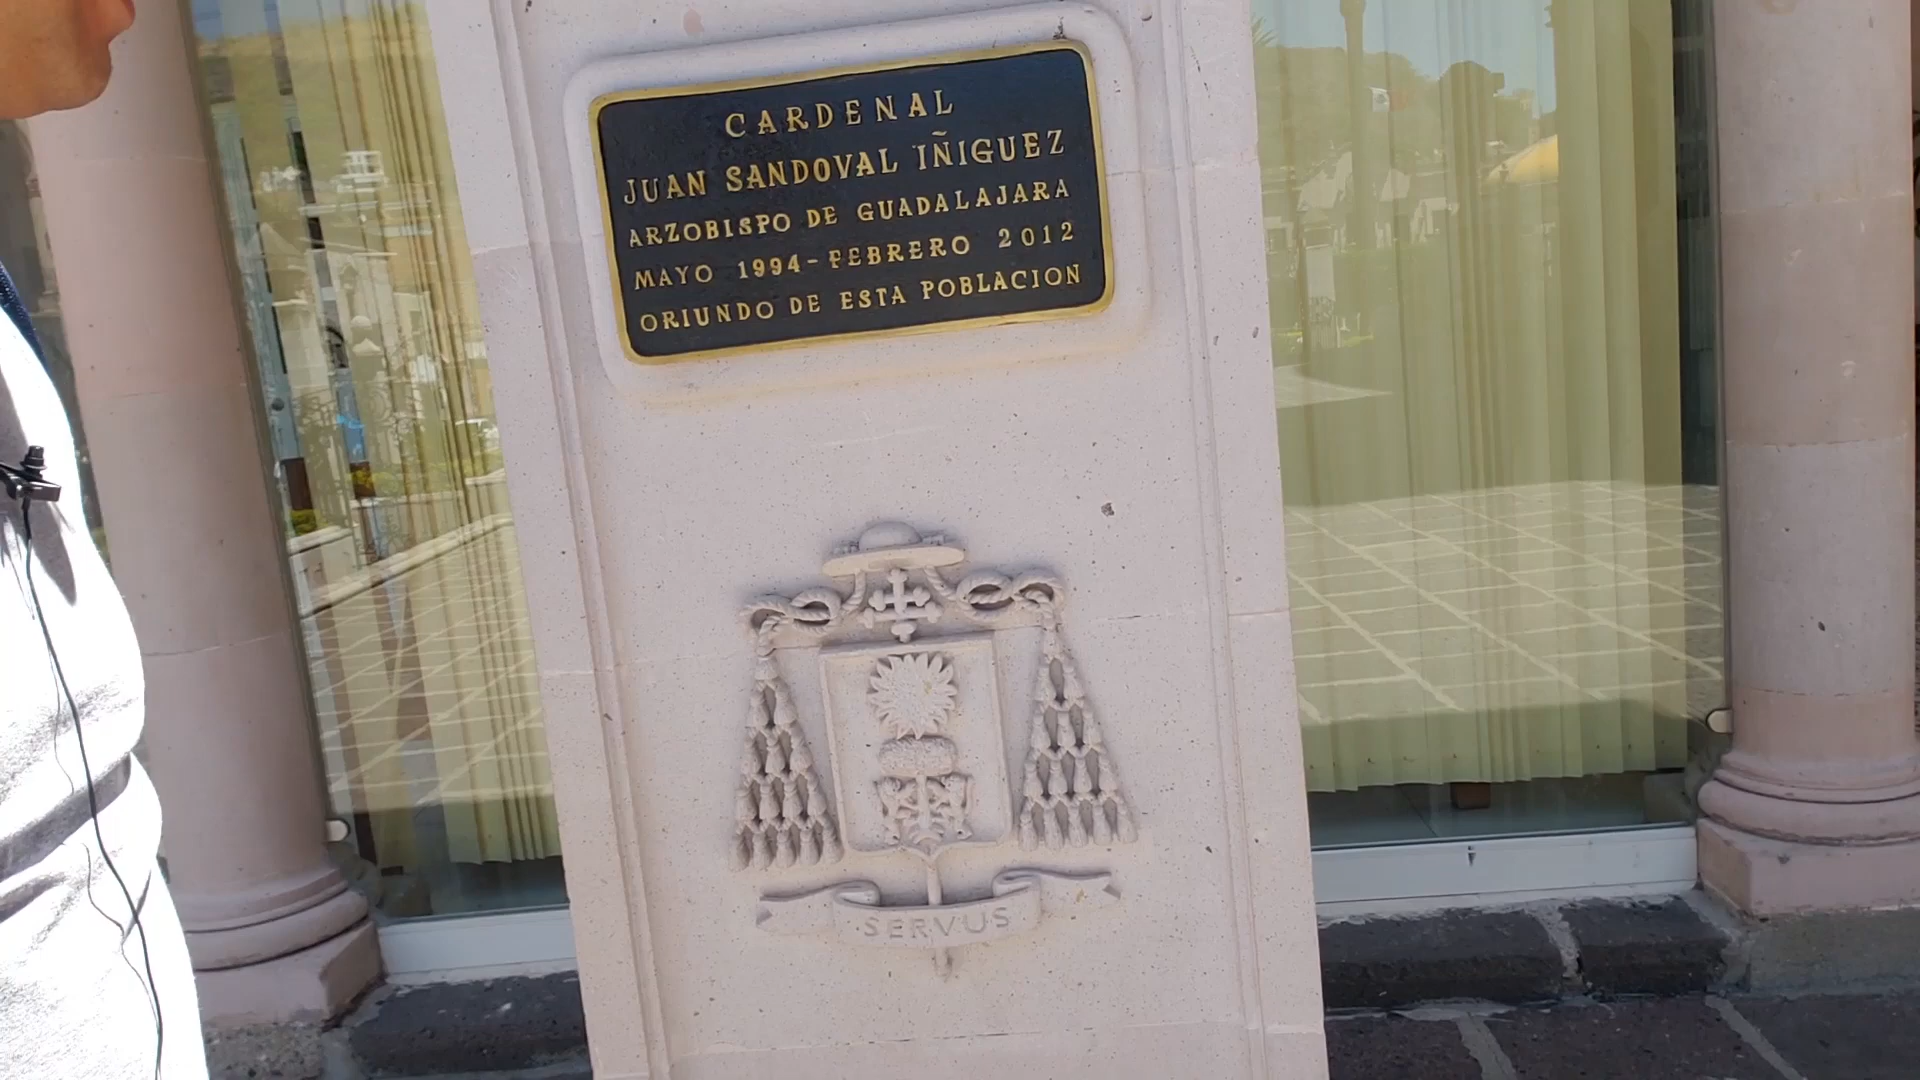 CARDENAL
JUAN SANDOVAL IÑIGUEZ
ARZOBISPO DE GUADALAJARA
MAYO 1994-FEBRERO 2012
ORIUNDO DE ESTA POBLACION
SERVUS